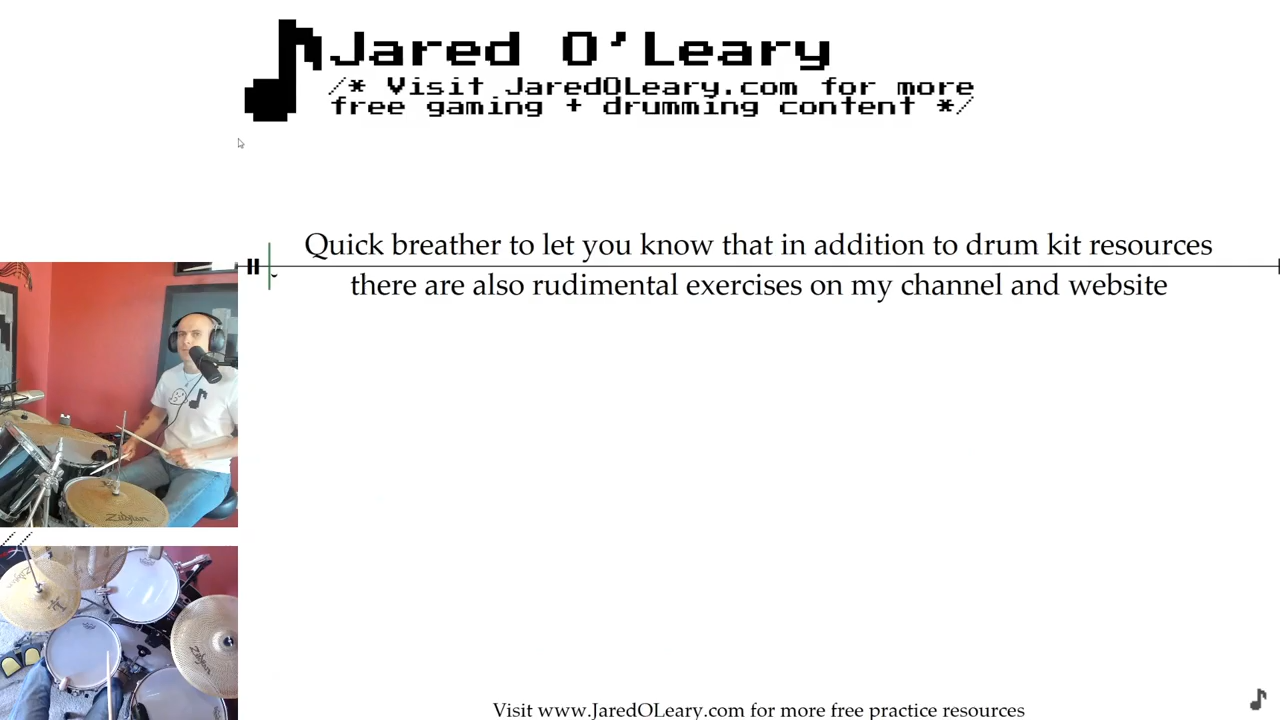 Jared O'Leary
/* Visit JaredOLeary.com for more
free gaming + drumming content */
Quick breather to let you know that in addition to drum kit resources
there are also rudimental exercises on my channel and website
Zildjian
Zildjian
Visit www.JaredOLeary.com for more free practice resources